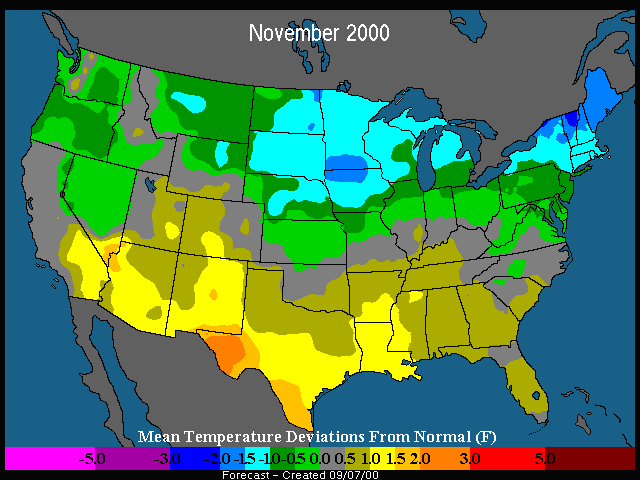 November 2000
Mean Temperature Deviations From Normal (F)
-5.0 -3.0 -2.0 -1.5 -1.0 -0.5 0.0 0.5 1.0 1.5 2.0 3.0 5.0
Forecast – Created 09/07/00